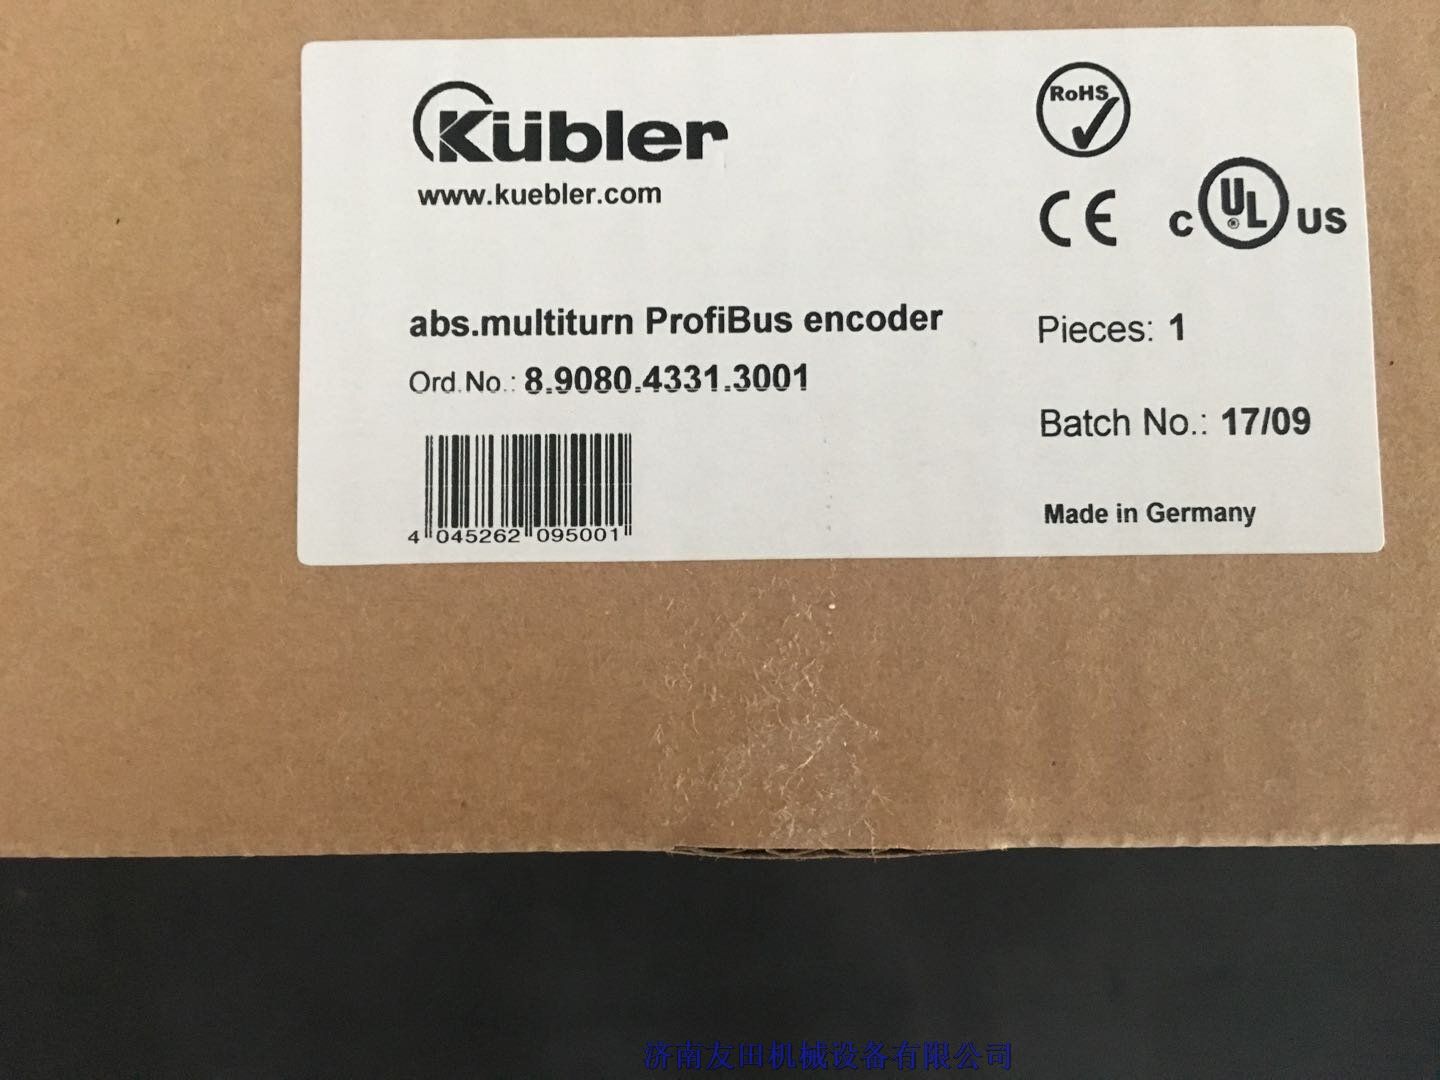 Kübler
www.kuebler.com
RoHS
CE
c UL® US
abs.multiturn ProfiBus encoder
Ord.No.: 8.9080.4331.3001
Pieces: 1
Batch No.: 17/09
Made in Germany
4 045262 095001
济南友田机械设备有限公司